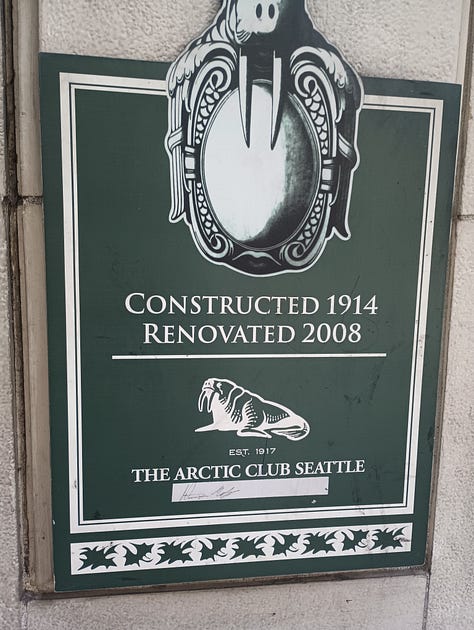 CONSTRUCTED 1914
RENOVATED 2008
EST. 1917
THE ARCTIC CLUB SEATTLE